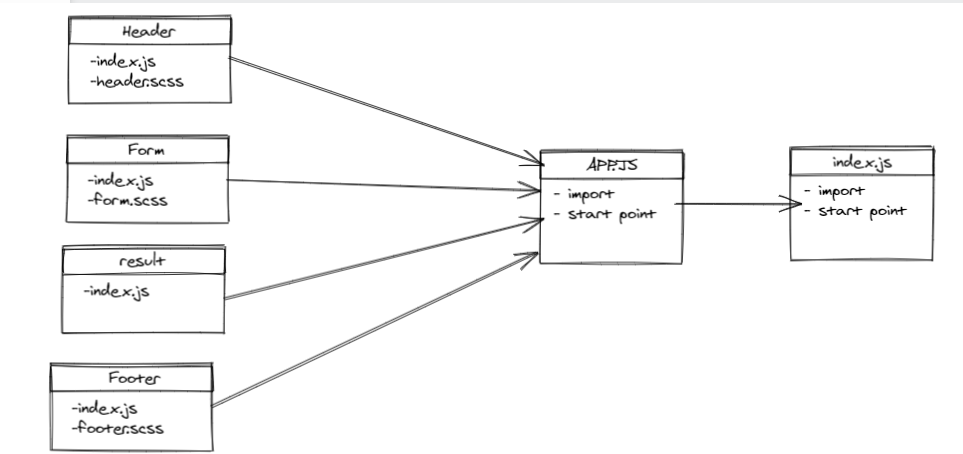 Header
-index.js
-header.scss
Form
-index.js
-form.scss
result
-index.js
Footer
-index.js
-footer.scss
APP.JS
- import
- start point
index.js
- import
- start point